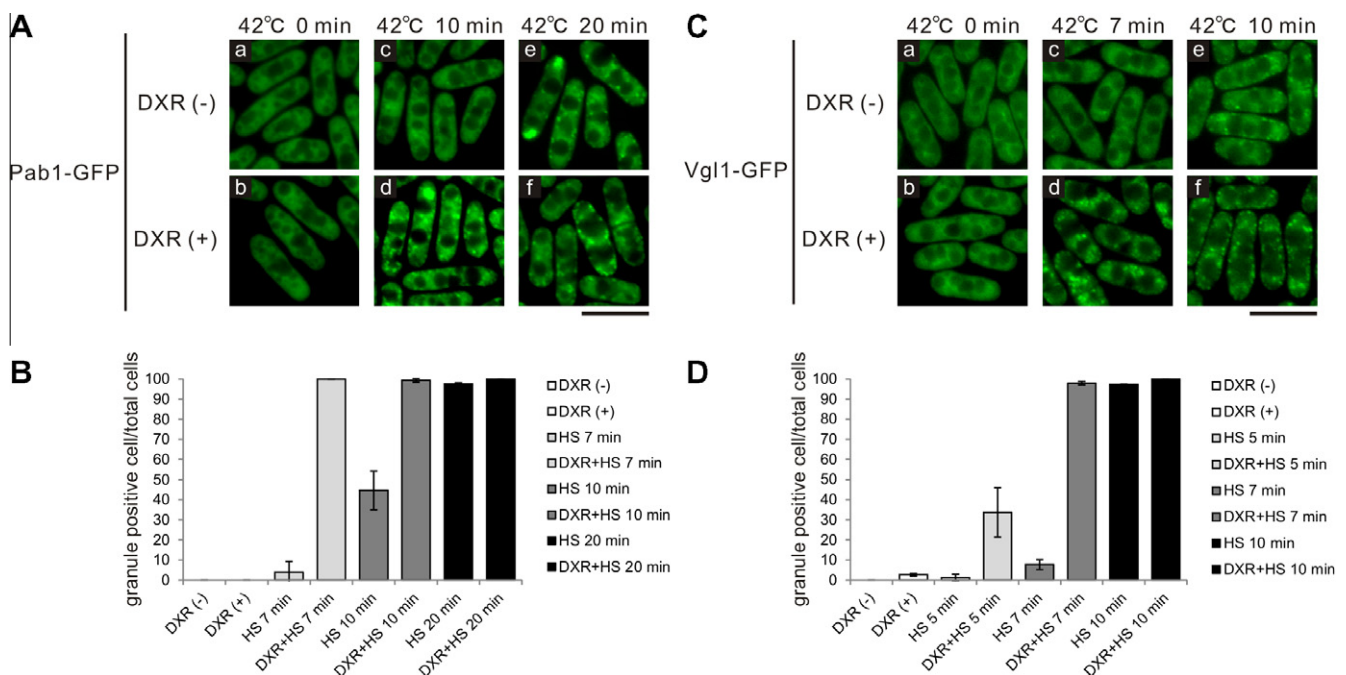 A
42℃ 0 min 42℃ 10 min 42℃ 20 min
Pab1-GFP
DXR (-)
DXR (+)
a c e
b d f
C
42℃ 0 min 42℃ 7 min 42℃ 10 min
Vgl1-GFP
DXR (-)
DXR (+)
a c e
b d f
B
granule positive cell/total cells
100
90
80
70
60
50
40
30
20
10
0
DXR (-)
DXR (+)
HS 7 min
DXR+HS 7 min
HS 10 min
DXR+HS 10 min
HS 20 min
DXR+HS 20 min
DXR (-)
DXR (+)
HS 7 min
DXR+HS 7 min
HS 10 min
DXR+HS 10 min
HS 20 min
DXR+HS 20 min
D
granule positive cell/total cells
100
90
80
70
60
50
40
30
20
10
0
DXR (-)
DXR (+)
HS 5 min
DXR+HS 5 min
HS 7 min
DXR+HS 7 min
HS 10 min
DXR+HS 10 min
DXR (-)
DXR (+)
HS 5 min
DXR+HS 5 min
HS 7 min
DXR+HS 7 min
HS 10 min
DXR+HS 10 min